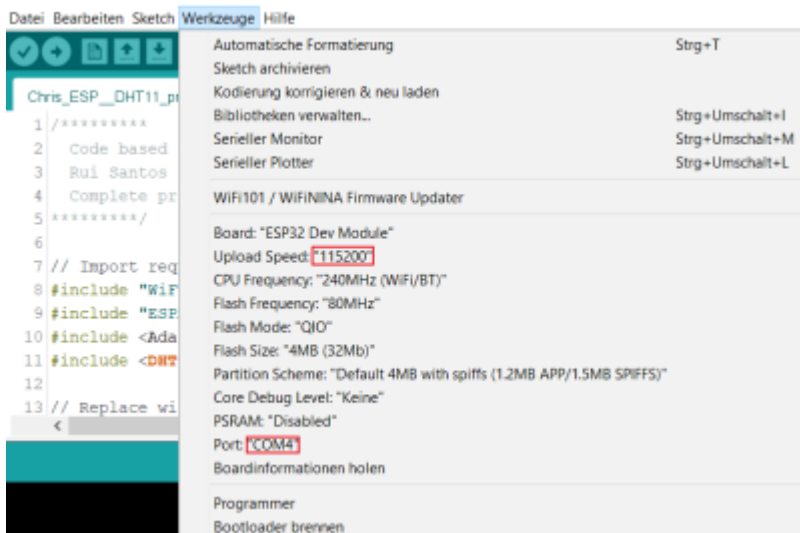 Datei Bearbeiten Sketch Werkzeuge Hilfe
Automatische Formatierung Strg+T
Sketch archivieren
Kodierung korrigieren & neu laden
Bibliotheken verwalten... Strg+Umschalt+I
Serieller Monitor Strg+Umschalt+M
Serieller Plotter Strg+Umschalt+L
WiFi101 / WiFiNINA Firmware Updater
Board: "ESP32 Dev Module"
Upload Speed: "115200"
CPU Frequency: "240MHz (WiFi/BT)"
Flash Frequency: "80MHz"
Flash Mode: "QIO"
Flash Size: "4MB (32Mb)"
Partition Scheme: "Default 4MB with spiffs (1.2MB APP/1.5MB SPIFFS)"
Core Debug Level: "Keine"
PSRAM: "Disabled"
Port: "COM4"
Boardinformationen holen
Programmer
Bootloader brennen
Chris_ESP__DHT11_pr
1 /*********
2 Code based
3 Rui Santos
4 Complete pr
5 *********/
6
7 // Import req
8 #include "WiF
9 #include "ESP
10 #include <Ada
11 #include <DHT
12
13 // Replace wi